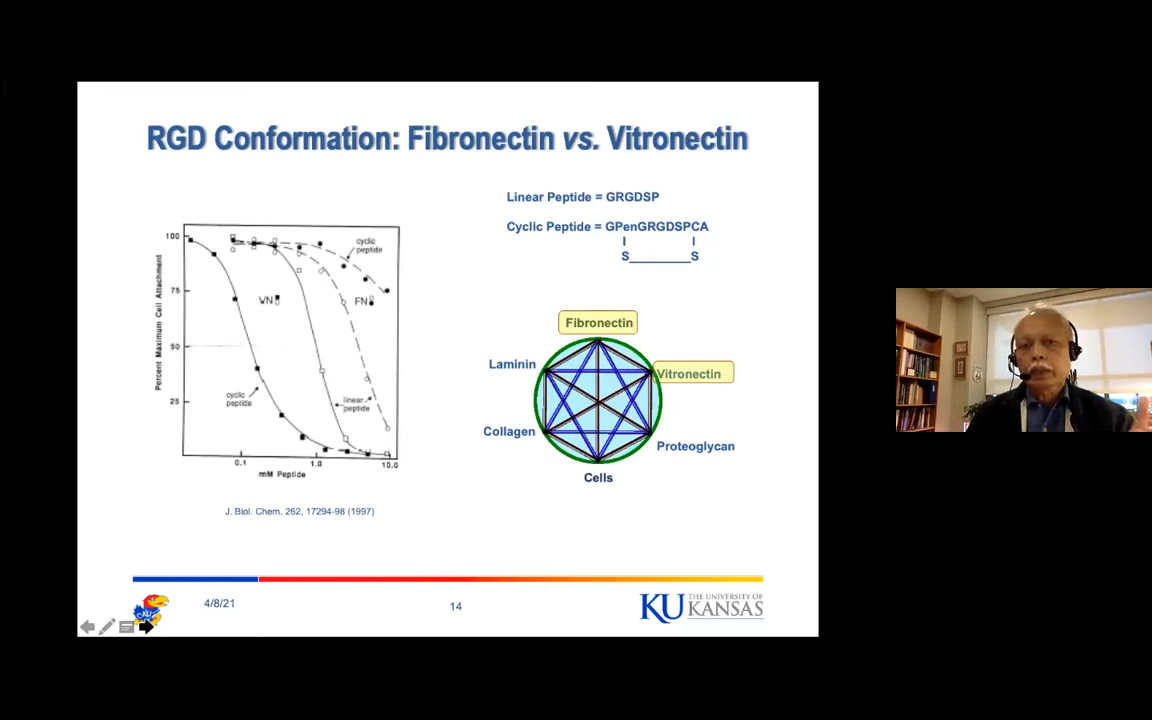 RGD Conformation: Fibronectin vs. Vitronectin
Linear Peptide = GRGDSP
Cyclic Peptide = GPenGRGDSPCA
S_________S
Percent Maximum Cell Attachment
100
75
50
25
cyclic
peptide
VN
FN
cyclic
peptide
linear
peptide
0.1
1.0
10.0
mM Peptide
J. Biol. Chem. 262, 17294-98 (1997)
Fibronectin
Laminin
Vitronectin
Collagen
Proteoglycan
Cells
4/8/21
14
KU THE UNIVERSITY OF
KANSAS